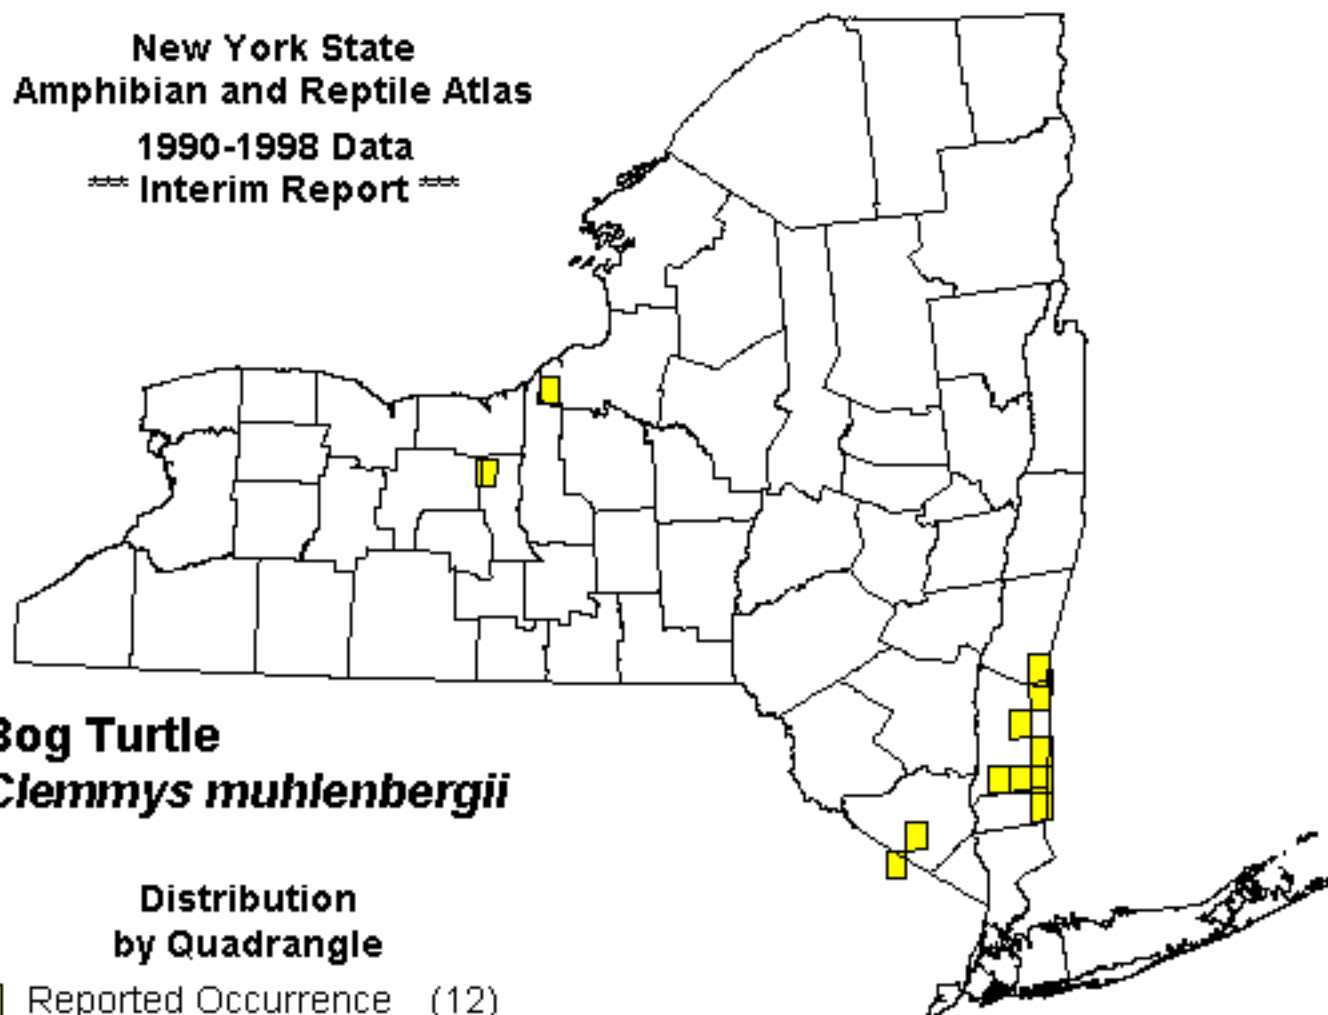 New York State
Amphibian and Reptile Atlas
1990-1998 Data
*** Interim Report ***
Bog Turtle
Clemmys muhlenbergii
Distribution
by Quadrangle
Reported Occurrence (12)